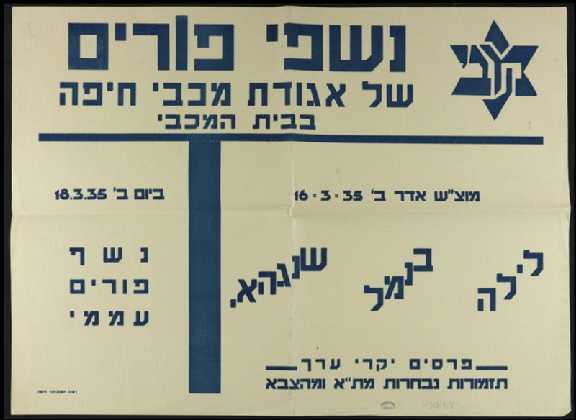 נשפי פורים
של אגודת מכבי חיפה
בבית המכבי
מוצ"ש אדר ב' 16·3·35
לילה בנמל שנגהאי
פרסים יקרי ערך
תזמורות נבחרות מת"א ומהצבא
ביום ב' 18.3.35
נשף
פורים
עממי